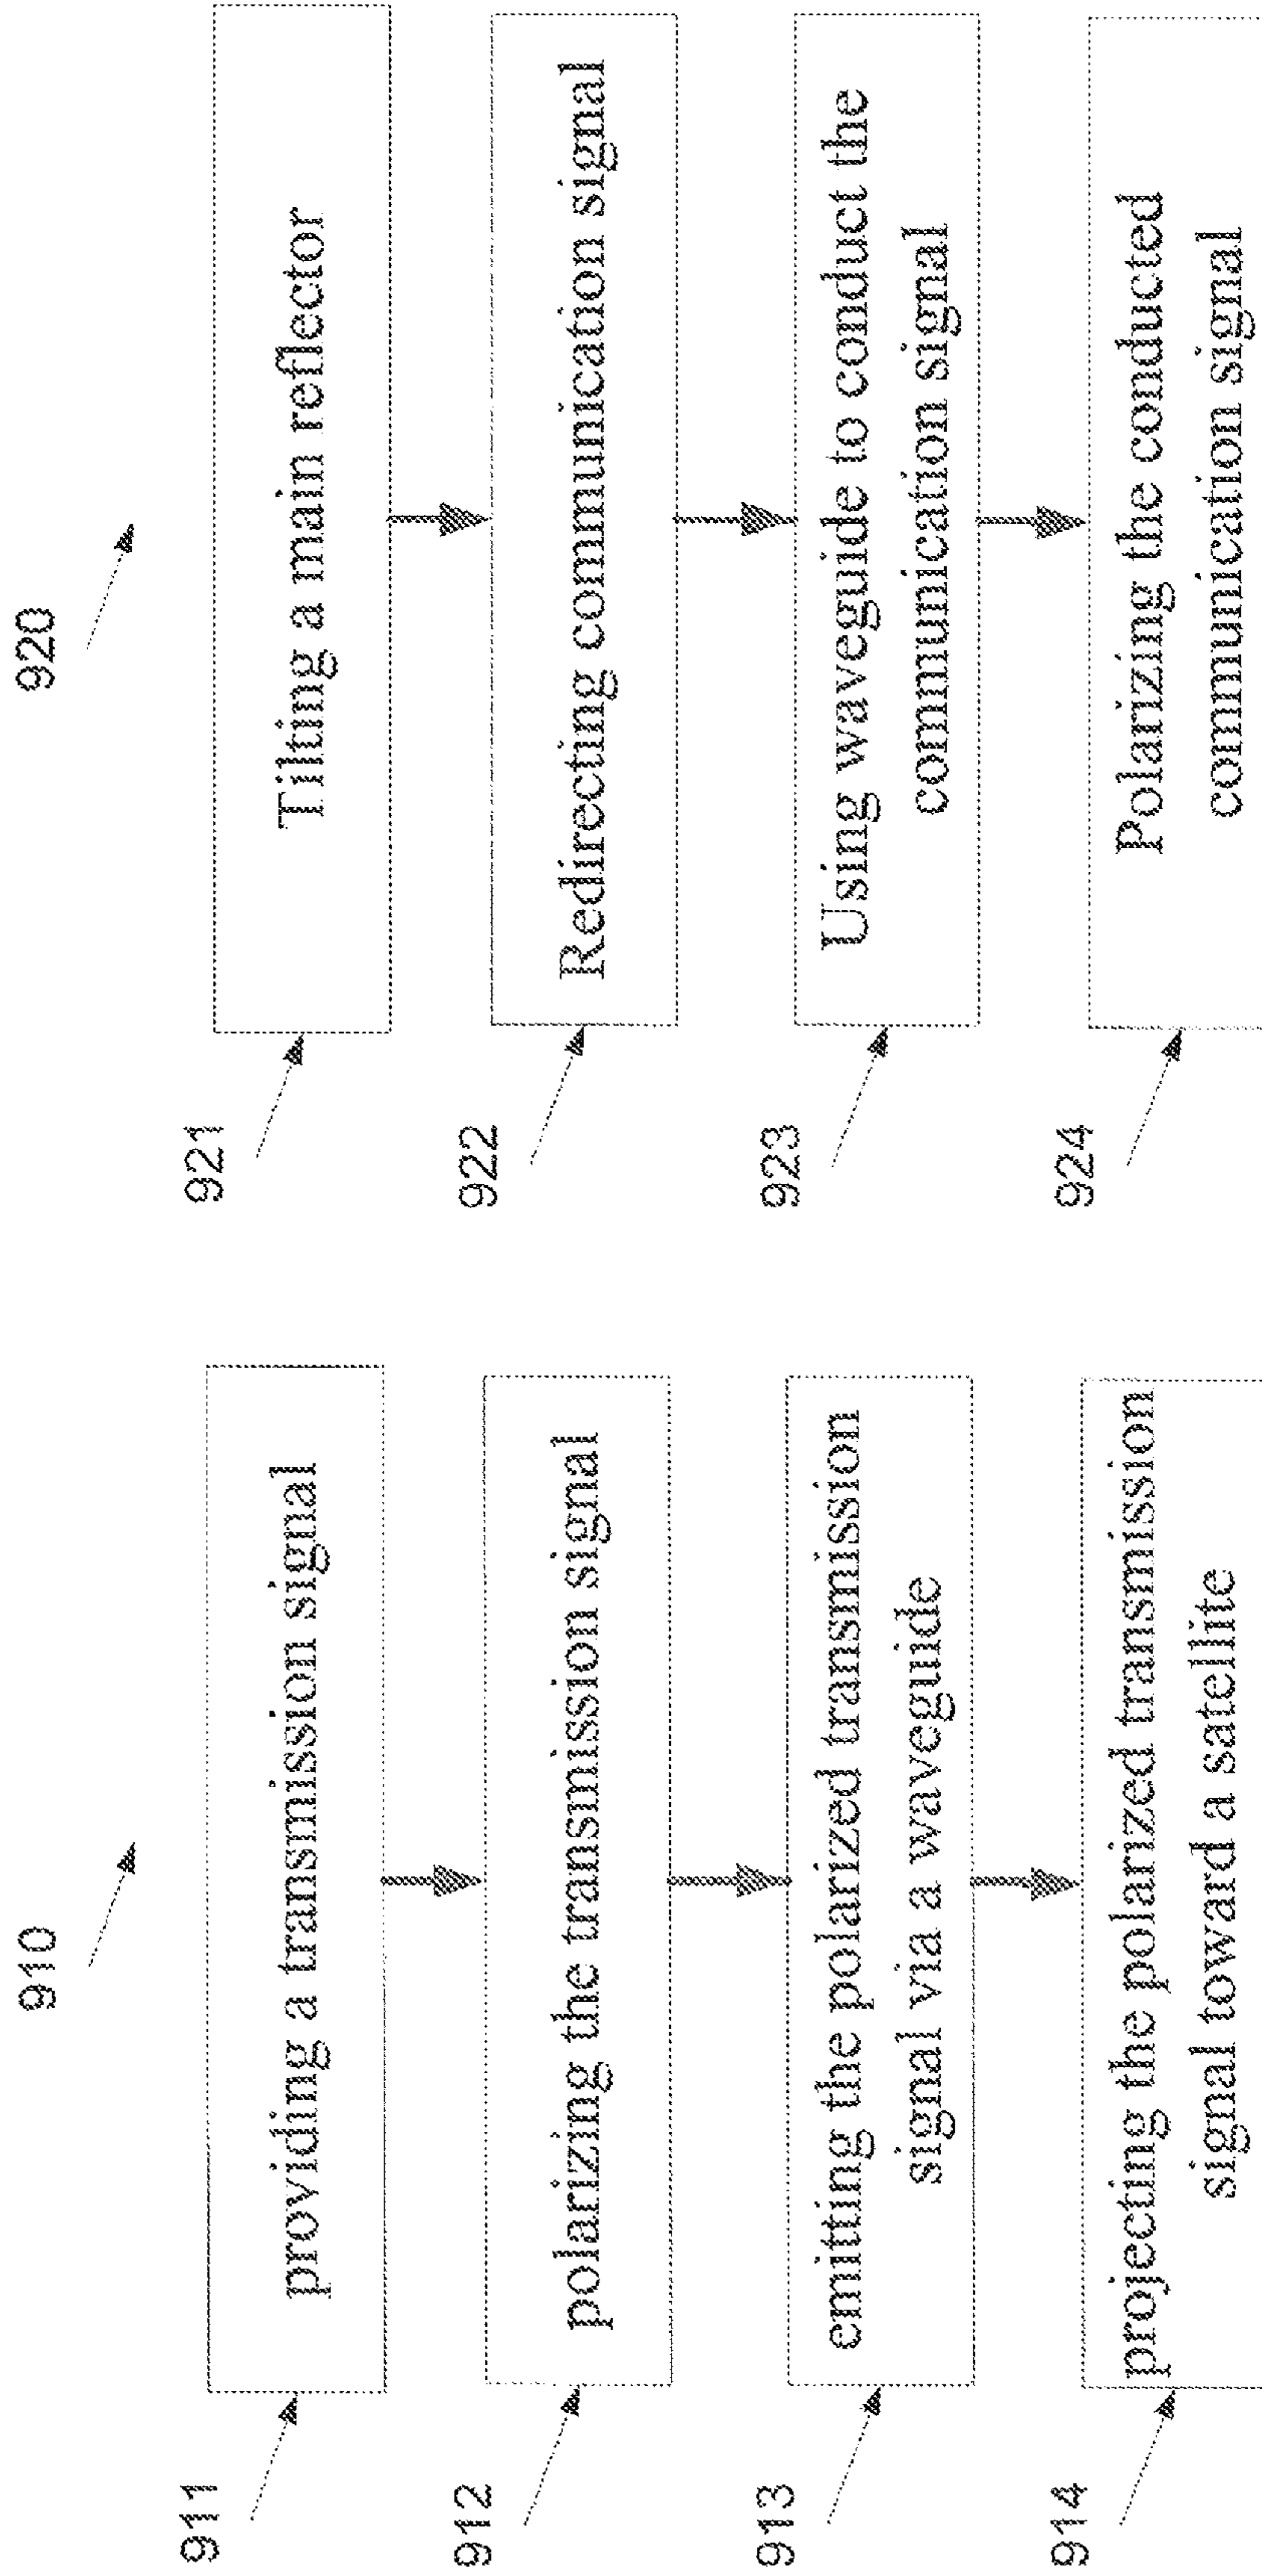 910
911
providing a transmission signal
912
polarizing the transmission signal
913
emitting the polarized transmission
signal via a waveguide
914
projecting the polarized transmission
signal toward a satellite
920
921
Tilting a main reflector
922
Redirecting communication signal
923
Using waveguide to conduct the
communication signal
924
Polarizing the conducted
communication signal